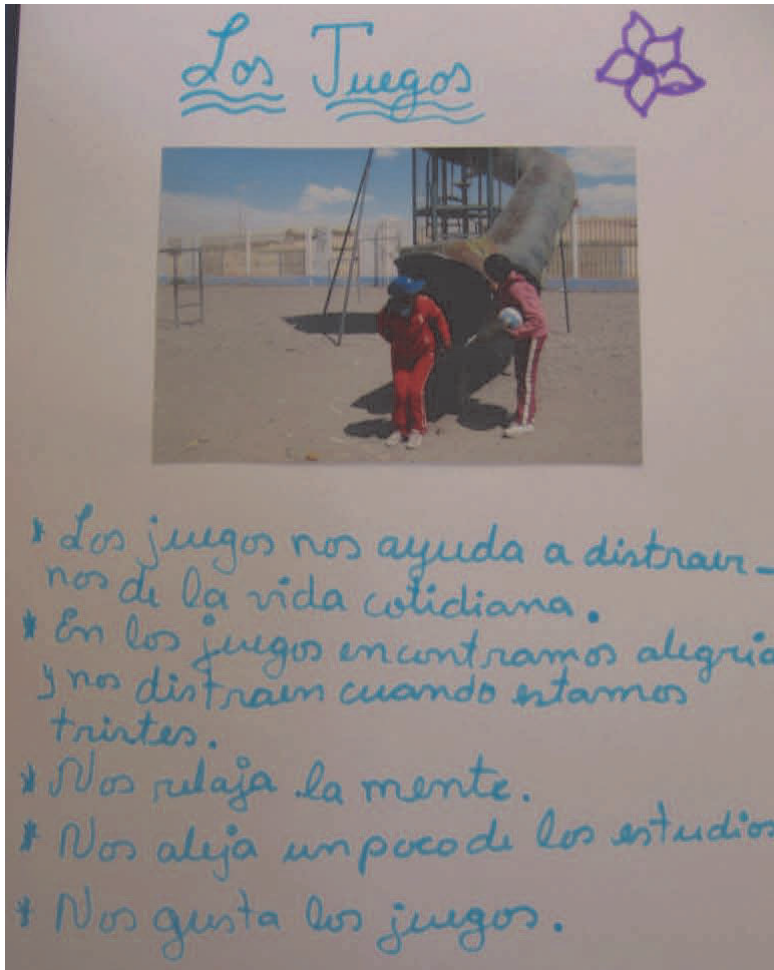 Los Juegos
* Los juegos nos ayuda a distraer-
nos de la vida cotidiana.
* En los juegos encontramos alegria
y nos distraen cuando estamos
tristes.
* Nos relaja la mente.
* Nos aleja un poco de los estudios
* Nos gusta los juegos.